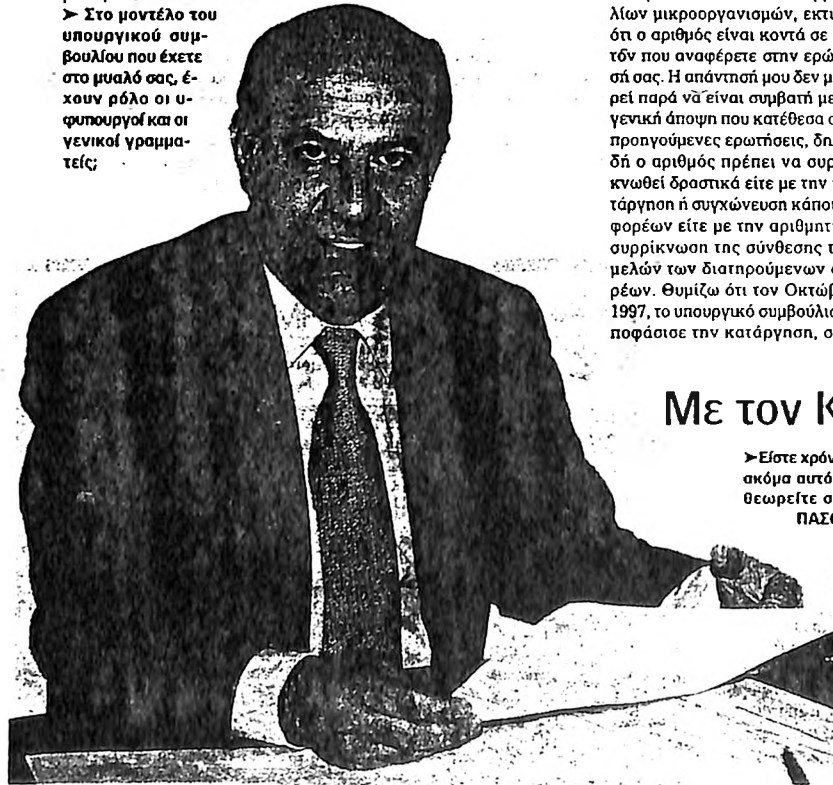 ➤ Στο μοντέλο του
υπουργικού συμ-
βουλίου που έχετε
στο μυαλό σας, έ-
χουν ρόλο οι υ-
φυπουργοί και οι
γενικοί γραμμα-
τείς;
λίων μικροοργανισμών, εκτι
ότι ο αριθμός είναι κοντά σε
τόν που αναφέρετε στην ερώ
σή σας. Η απάντησή μου δεν μ
ρεί παρά να είναι συμβατή με
γενική άποψη που κατέθεσα σ
προηγούμενες ερωτήσεις, δη
δή ο αριθμός πρέπει να συρ
κνωθεί δραστικά είτε με την
τάργηση ή συγχώνευση κάποι
φορέων είτε με την αριθμητ
συρρίκνωση της σύνθεσης τ
μελών των διατηρούμενων
ρέων. Θυμίζω ότι τον Οκτώβ
1997, το υπουργικό συμβούλιο
ποφάσισε την κατάργηση, σ
Με τον Κ
➤Είστε χρόν
ακόμα αυτό
θεωρείτε σ
ΠΑΣ